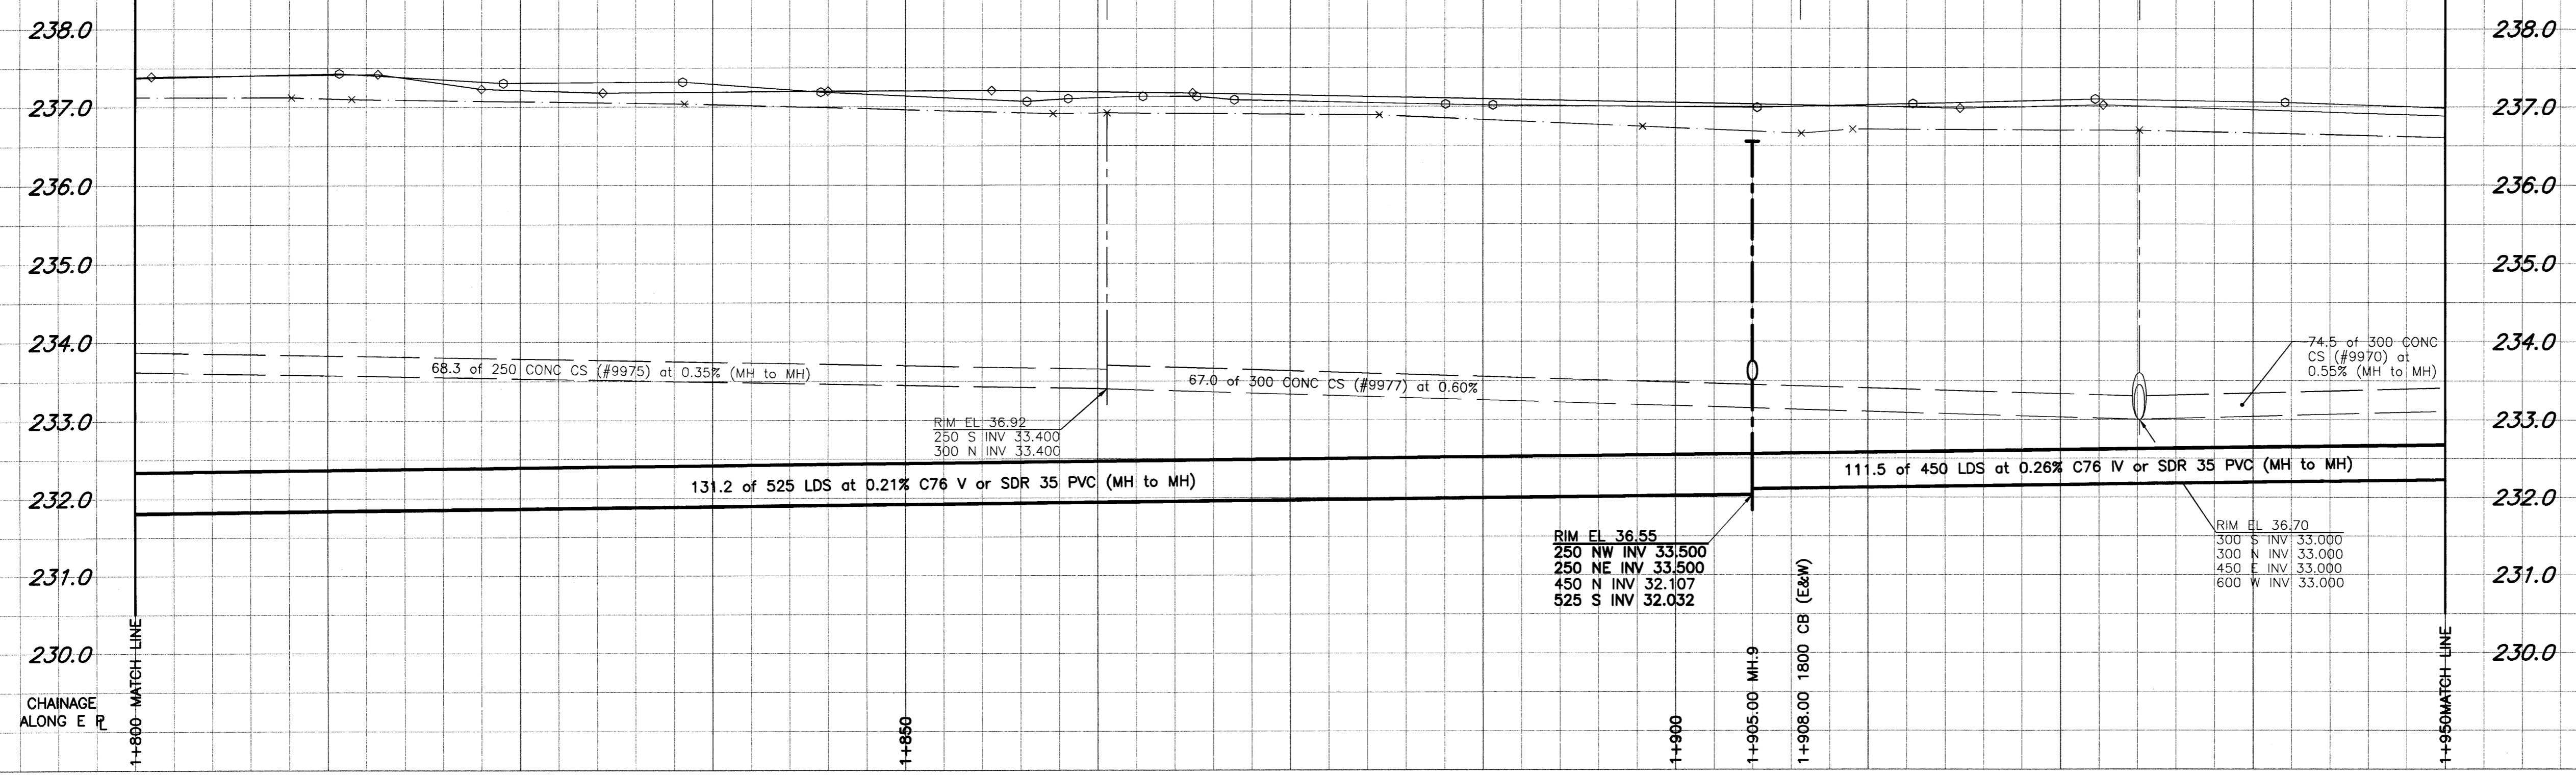 238.0
238.0
237.0
237.0
236.0
236.0
235.0
235.0
234.0
234.0
74.5 of 300 CONC
CS (#9970) at
0.55% (MH to MH)
68.3 of 250 CONC CS (#9975) at 0.35% (MH to MH)
67.0 of 300 CONC CS (#9977) at 0.60%
233.0
233.0
RIM EL 36.92
250 S INV 33.400
300 N INV 33.400
131.2 of 525 LDS at 0.21% C76 V or SDR 35 PVC (MH to MH)
111.5 of 450 LDS at 0.26% C76 IV or SDR 35 PVC (MH to MH)
232.0
232.0
RIM EL 36.55
250 NW INV 33.500
250 NE INV 33.500
450 N INV 32.107
525 S INV 32.032
RIM EL 36.70
300 S INV 33.000
300 N INV 33.000
450 E INV 33.000
600 W INV 33.000
231.0
231.0
230.0
230.0
CHAINAGE
ALONG E PL
1+800 MATCH LINE
1+850
1+900
1+905.00 MH.9
1+908.00 1800 CB (E&W)
1+950MATCH LINE